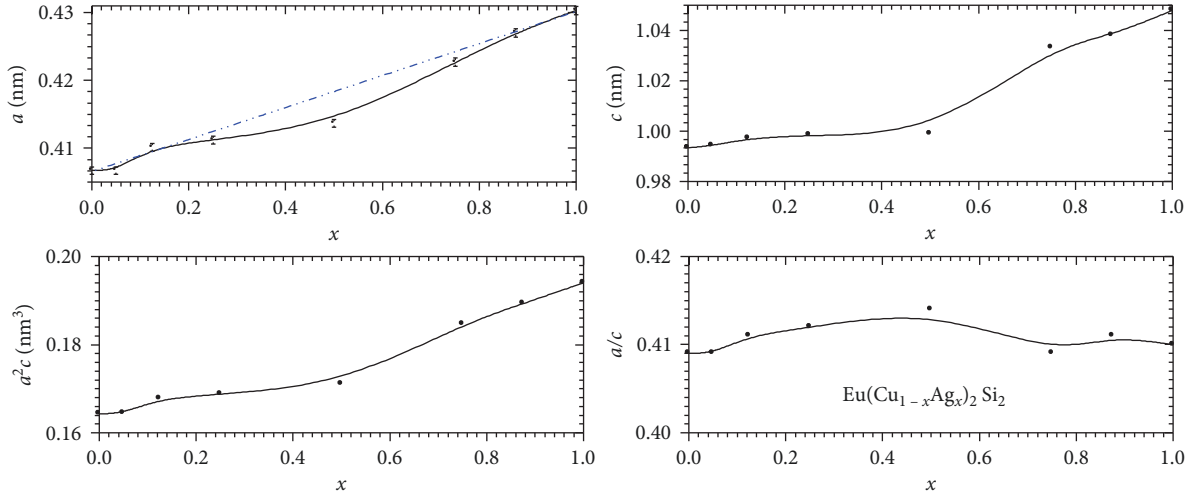 0.43
0.42
0.41
a (nm)
0.0 0.2 0.4 0.6 0.8 1.0
x
1.04
1.02
1.00
0.98
c (nm)
0.0 0.2 0.4 0.6 0.8 1.0
x
0.20
0.18
0.16
a²c (nm³)
0.0 0.2 0.4 0.6 0.8 1.0
x
0.42
0.41
0.40
a/c
Eu(Cu₁₋ₓAgₓ)₂ Si₂
0.0 0.2 0.4 0.6 0.8 1.0
x